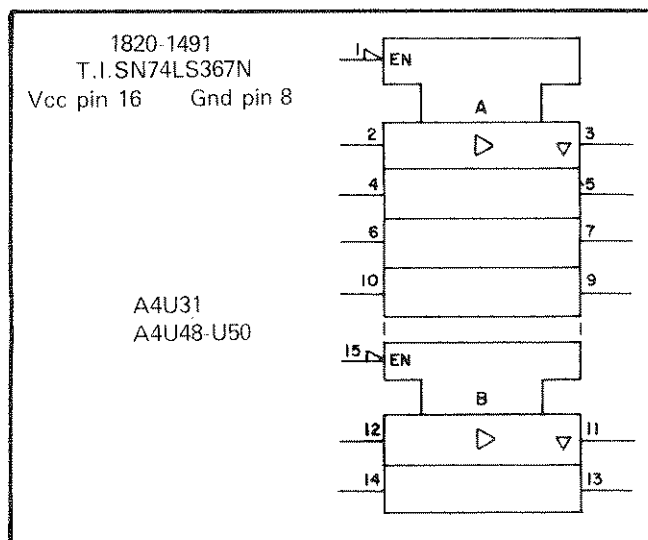 1820-1491
T.I.SN74LS367N
Vcc pin 16 Gnd pin 8
A4U31
A4U48-U50
1 EN
A
2 3
4 5
6 7
10 9
15 EN
B
12 11
14 13